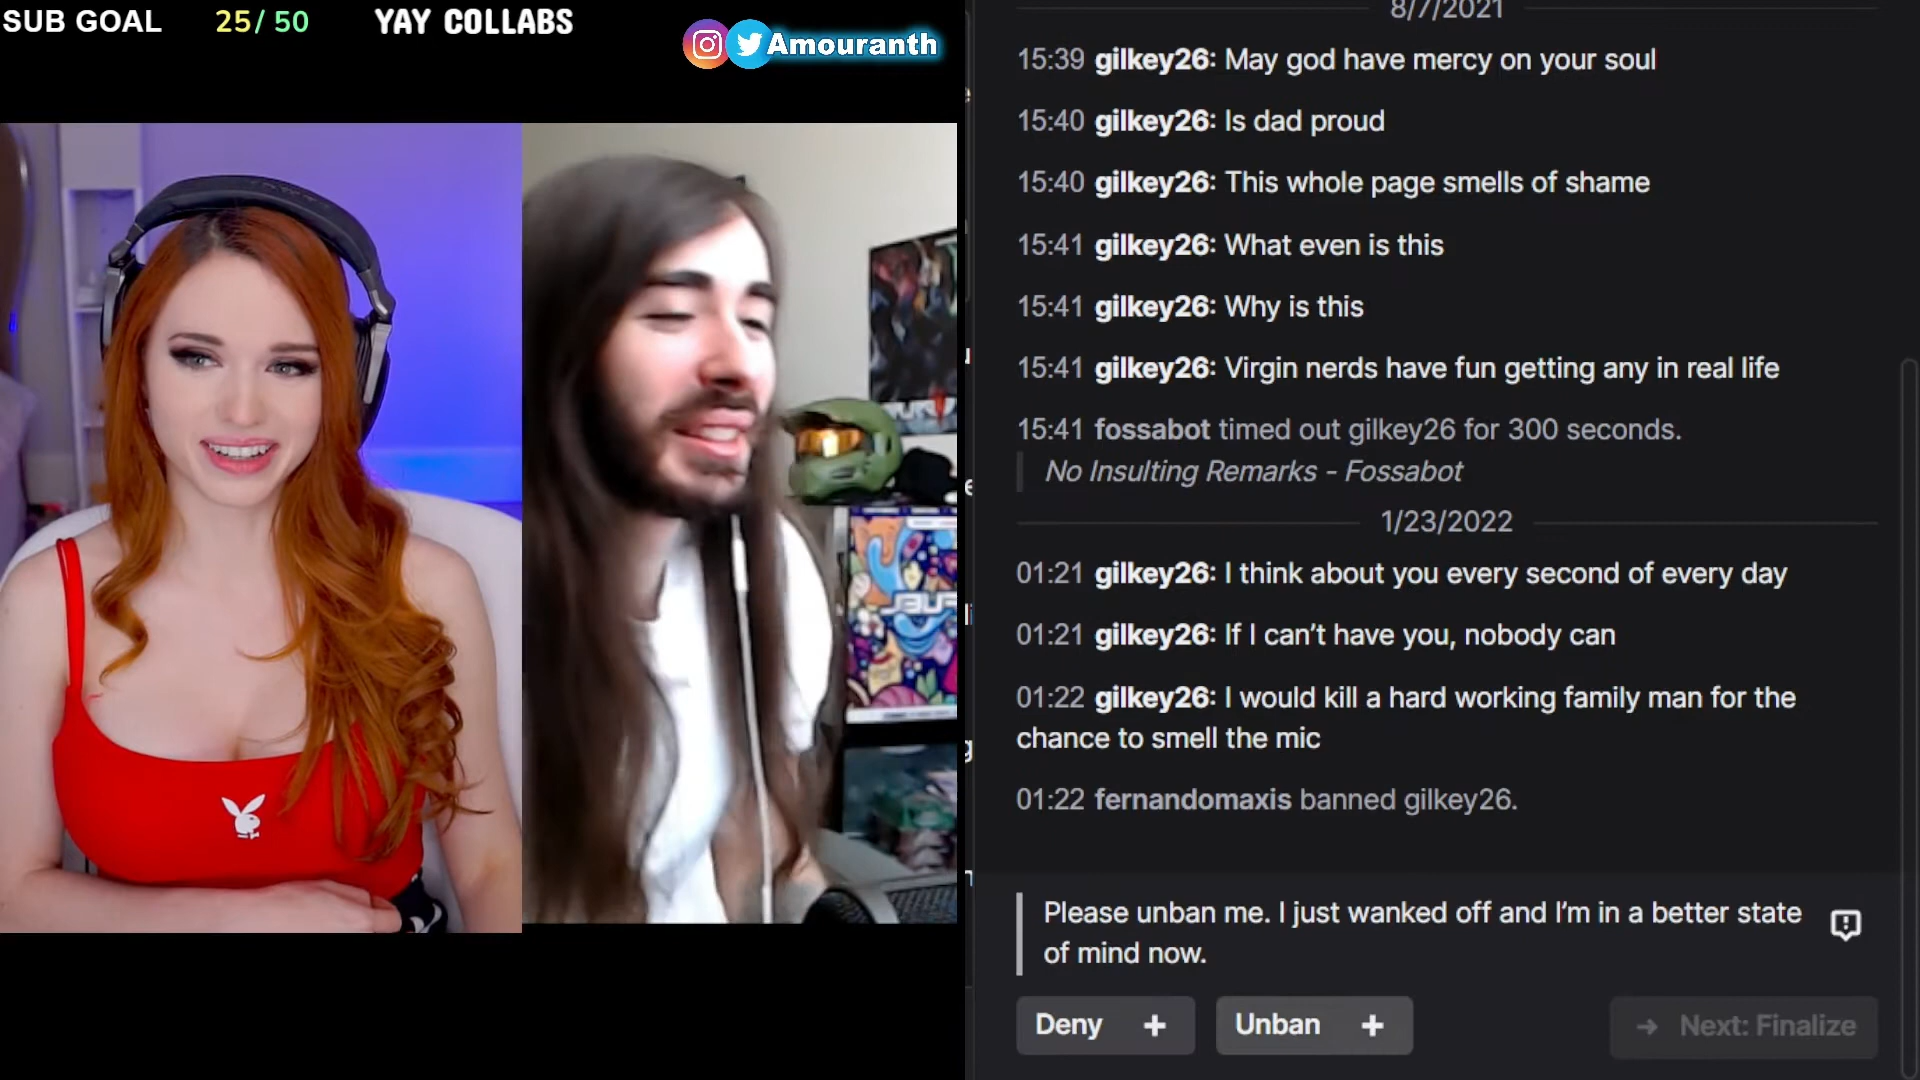 SUB GOAL 25/ 50 YAY COLLABS
Amouranth
8/7/2021
15:39 gilkey26: May god have mercy on your soul
15:40 gilkey26: Is dad proud
15:40 gilkey26: This whole page smells of shame
15:41 gilkey26: What even is this
15:41 gilkey26: Why is this
15:41 gilkey26: Virgin nerds have fun getting any in real life
15:41 fossabot timed out gilkey26 for 300 seconds.
No Insulting Remarks - Fossabot
1/23/2022
01:21 gilkey26: I think about you every second of every day
01:21 gilkey26: If I can’t have you, nobody can
01:22 gilkey26: I would kill a hard working family man for the
chance to smell the mic
01:22 fernandomaxis banned gilkey26.
Please unban me. I just wanked off and I’m in a better state
of mind now.
Deny + Unban + → Next: Finalize